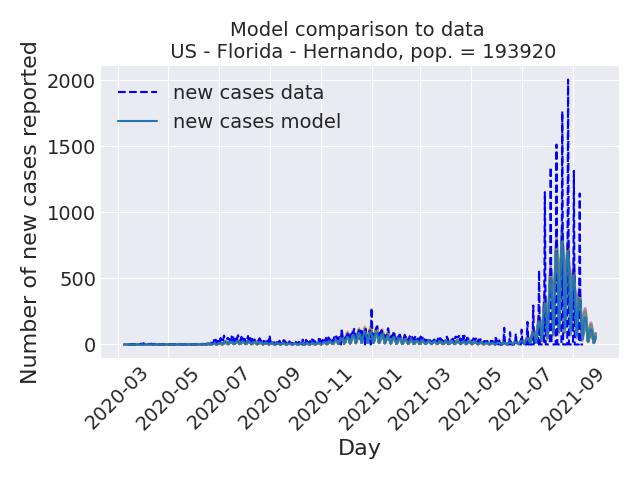 Model comparison to data
US - Florida - Hernando, pop. = 193920
Number of new cases reported
2000
1500
1000
500
0
new cases data
new cases model
2020-03
2020-05
2020-07
2020-09
2020-11
2021-01
2021-03
2021-05
2021-07
2021-09
Day